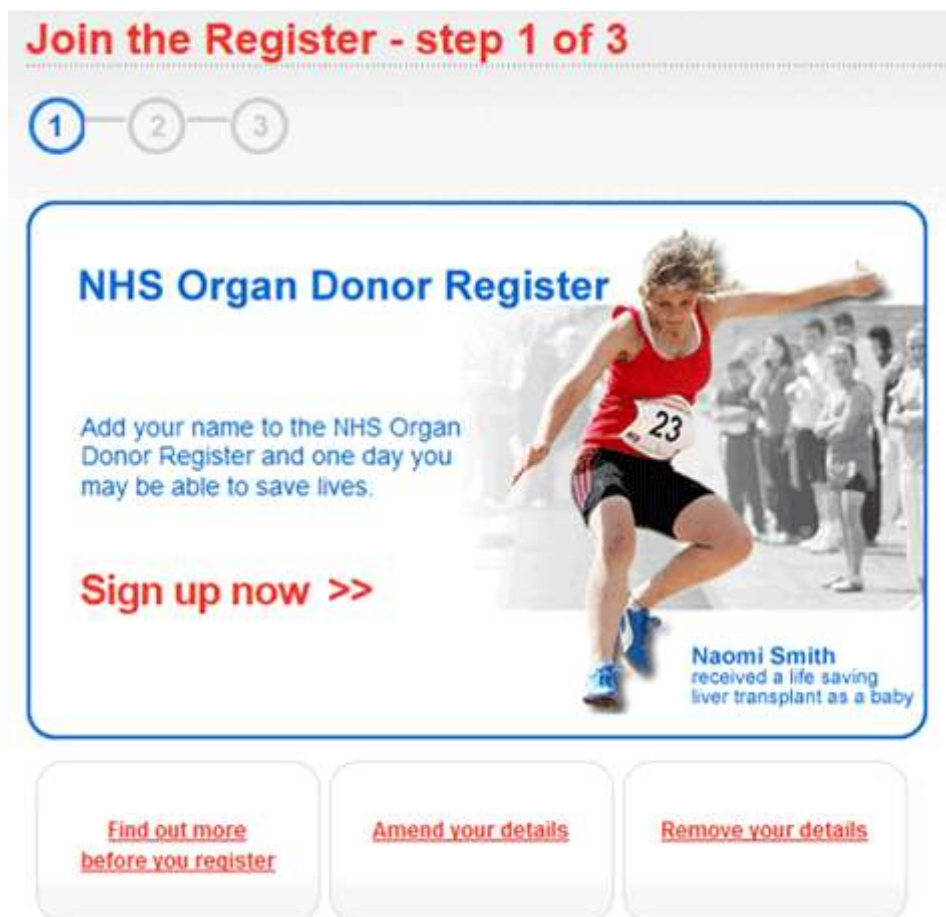 Join the Register - step 1 of 3
1 2 3
NHS Organ Donor Register
Add your name to the NHS Organ
Donor Register and one day you
may be able to save lives.
23
Sign up now >>
Naomi Smith
received a life saving
liver transplant as a baby
Find out more
before you register
Amend your details
Remove your details